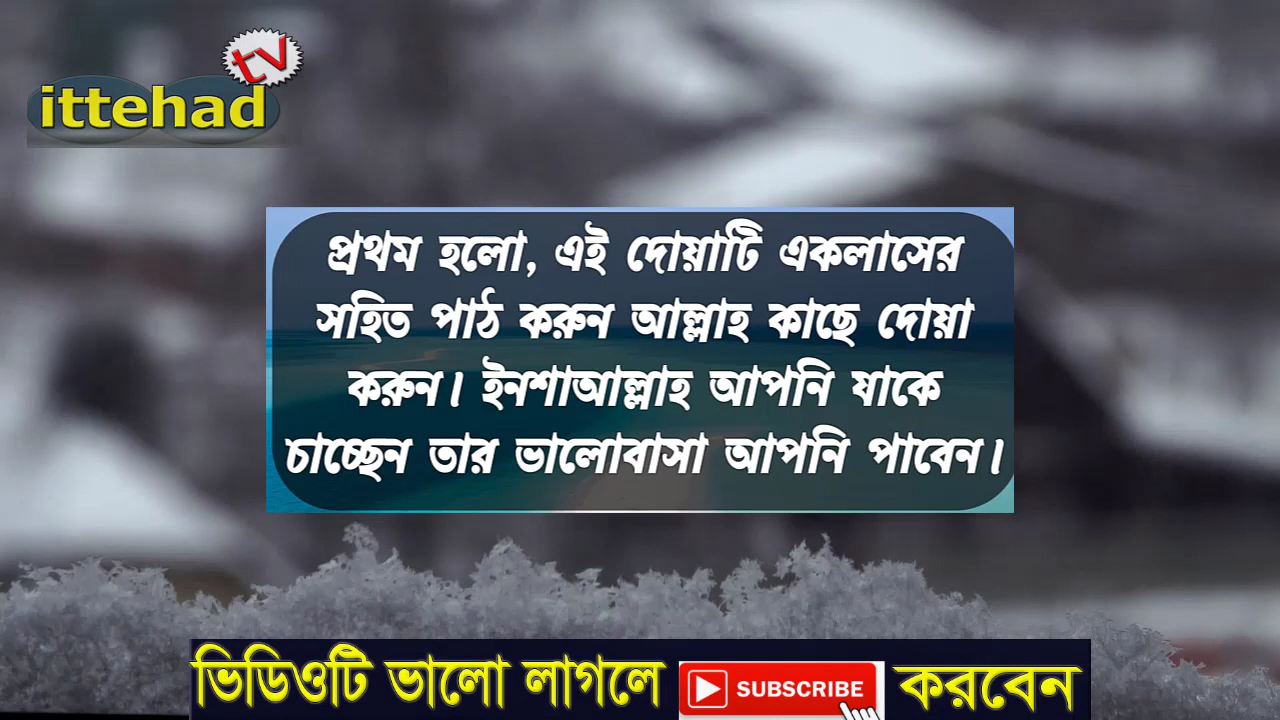 ittehad tv
প্রথম হলো, এই দোয়াটি একলাসের
সহিত পাঠ করুন আল্লাহ কাছে দোয়া
করুন। ইনশাআল্লাহ আপনি যাকে
চাচ্ছেন তার ভালোবাসা আপনি পাবেন।
ভিডিওটি ভালো লাগলে SUBSCRIBE করবেন